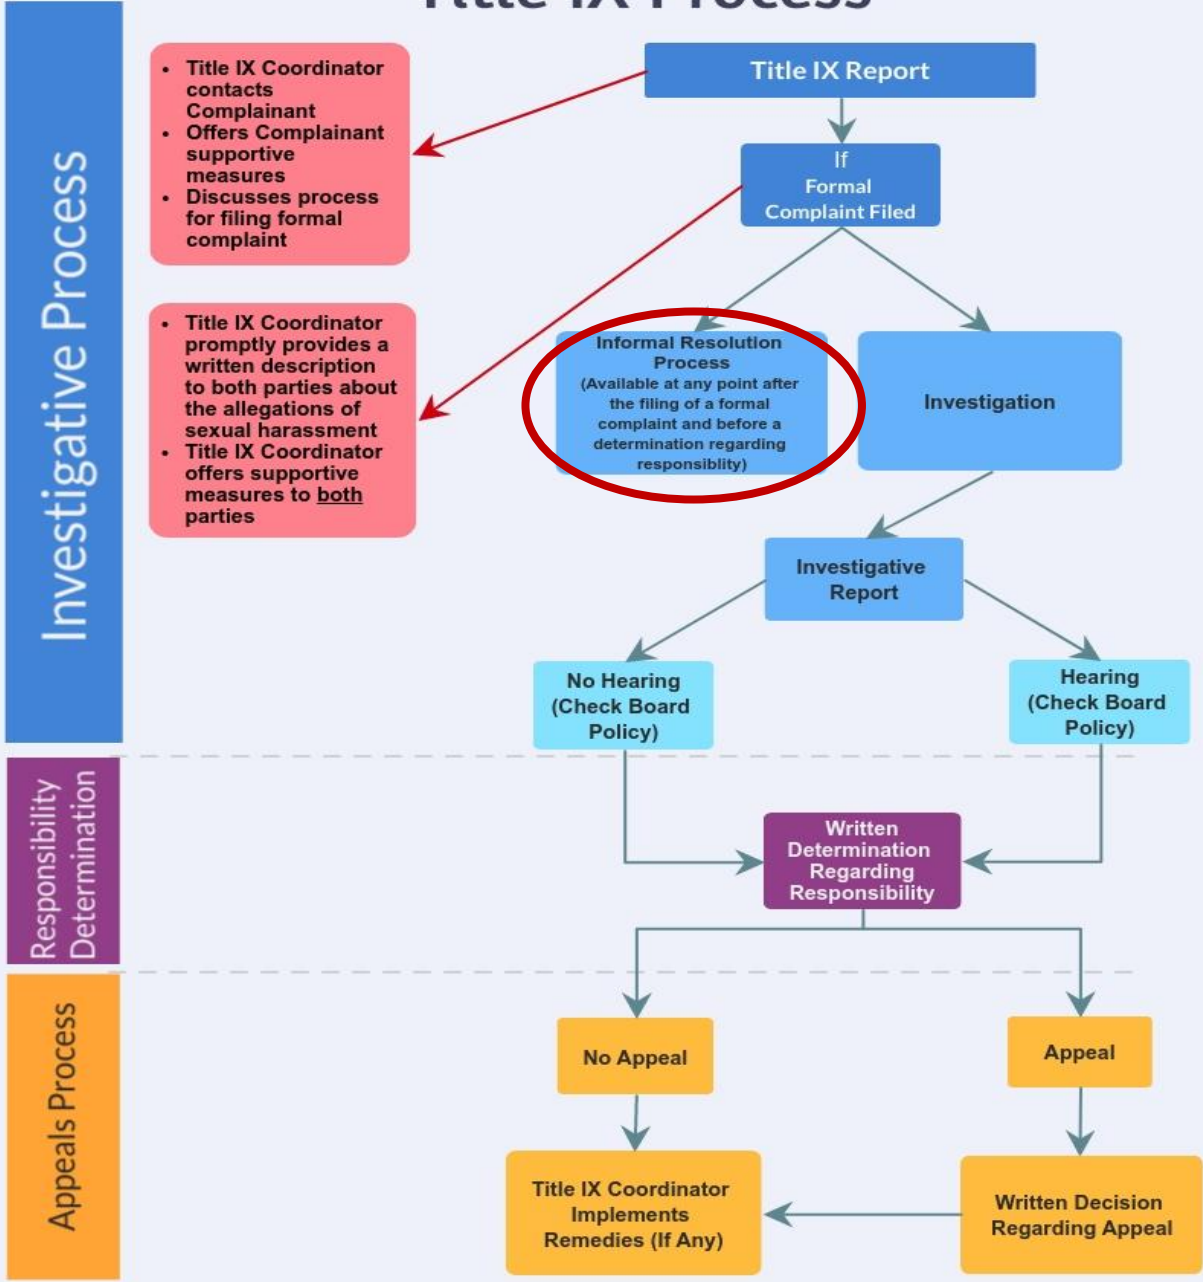 Title IX Process
Investigative Process
Title IX Report
• Title IX Coordinator
contacts
Complainant
• Offers Complainant
supportive
measures
• Discusses process
for filing formal
complaint
If
Formal
Complaint Filed
• Title IX Coordinator
promptly provides a
written description
to both parties about
the allegations of
sexual harassment
• Title IX Coordinator
offers supportive
measures to both
parties
Informal Resolution
Process
(Available at any point after
the filing of a formal
complaint and before a
determination regarding
responsiblity)
Investigation
Investigative
Report
No Hearing
(Check Board
Policy)
Hearing
(Check Board
Policy)
Responsibility
Determination
Written
Determination
Regarding
Responsibility
Appeals Process
No Appeal
Appeal
Title IX Coordinator
Implements
Remedies (If Any)
Written Decision
Regarding Appeal